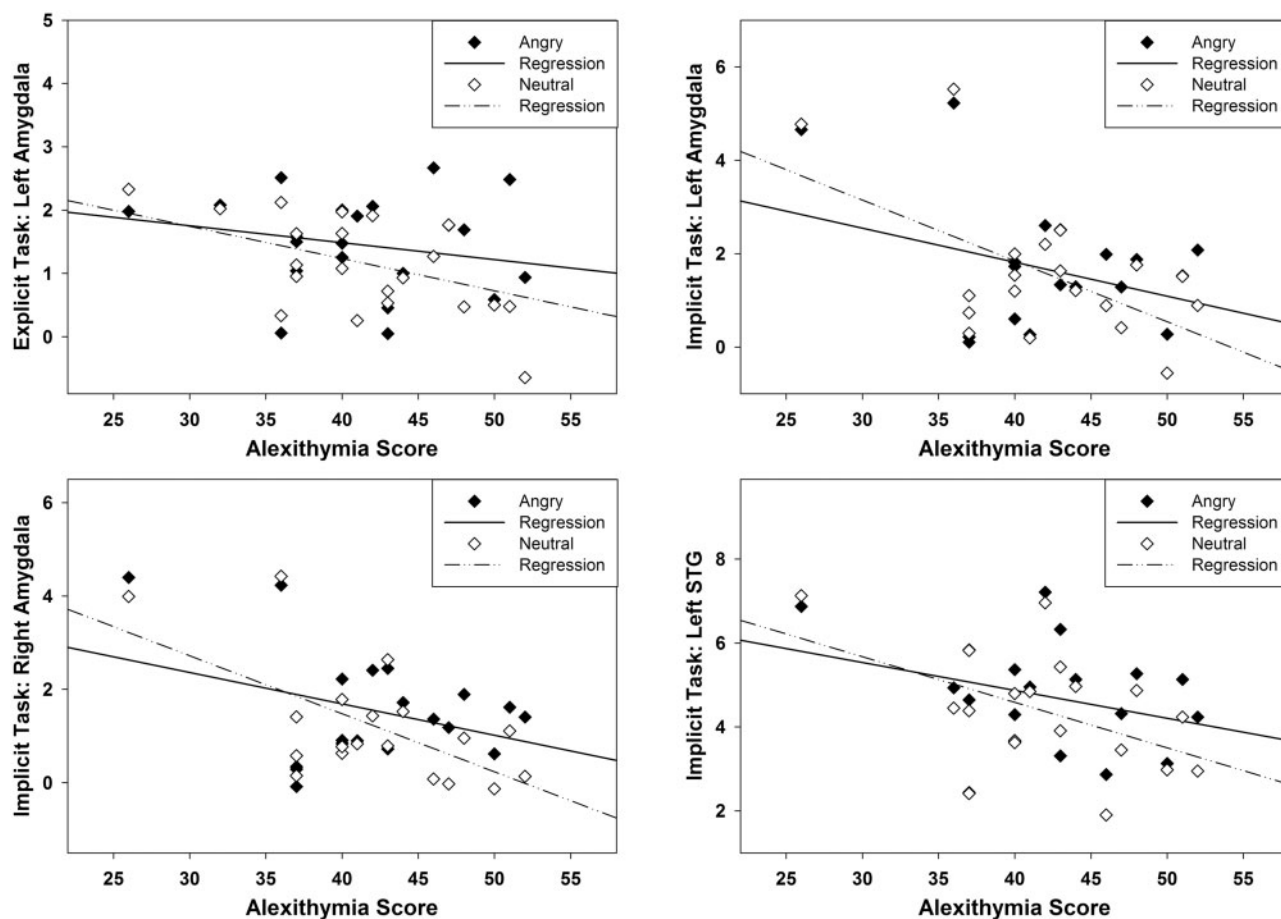 Explicit Task: Left Amygdala
5
4
3
2
1
0
Angry
Regression
Neutral
Regression
25 30 35 40 45 50 55
Alexithymia Score
Implicit Task: Left Amygdala
6
4
2
0
Angry
Regression
Neutral
Regression
25 30 35 40 45 50 55
Alexithymia Score
Implicit Task: Right Amygdala
6
4
2
0
Angry
Regression
Neutral
Regression
25 30 35 40 45 50 55
Alexithymia Score
Implicit Task: Left STG
8
6
4
2
Angry
Regression
Neutral
Regression
25 30 35 40 45 50 55
Alexithymia Score